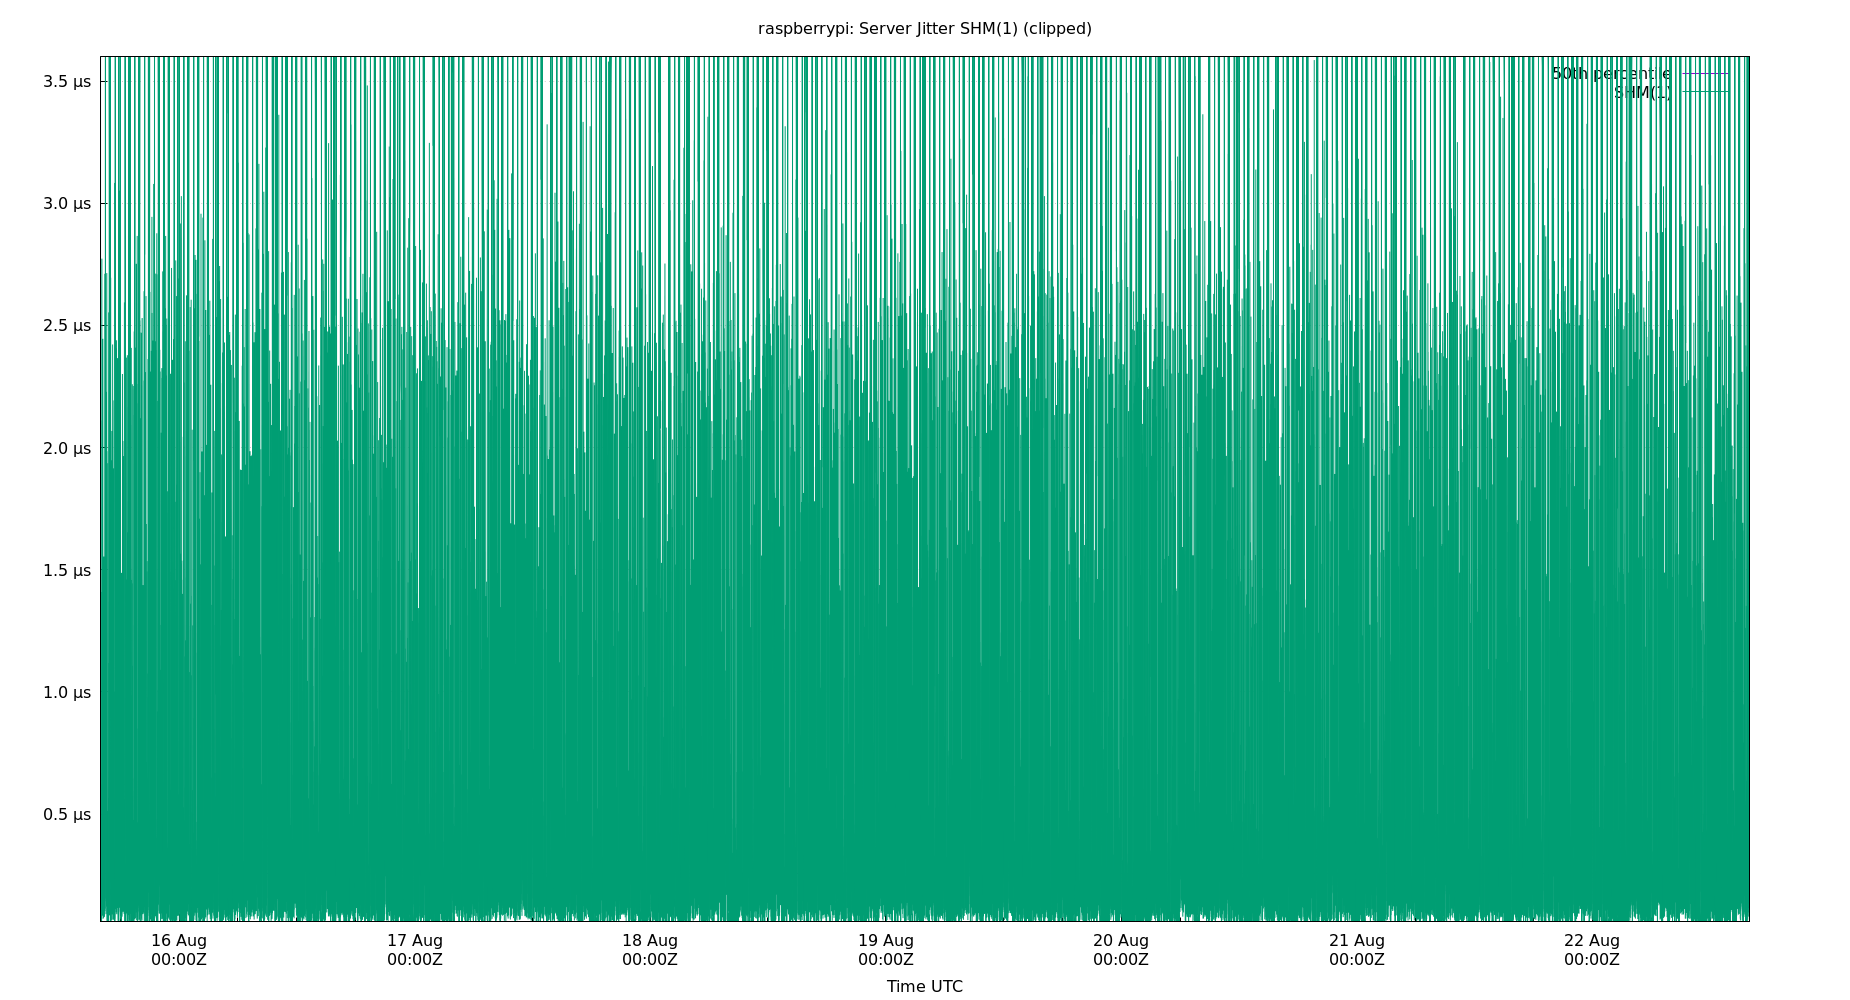 raspberrypi: Server Jitter SHM(1) (clipped)
50th percentile
SHM(1)
3.5 µs
3.0 µs
2.5 µs
2.0 µs
1.5 µs
1.0 µs
0.5 µs
16 Aug
00:00Z
17 Aug
00:00Z
18 Aug
00:00Z
19 Aug
00:00Z
20 Aug
00:00Z
21 Aug
00:00Z
22 Aug
00:00Z
Time UTC